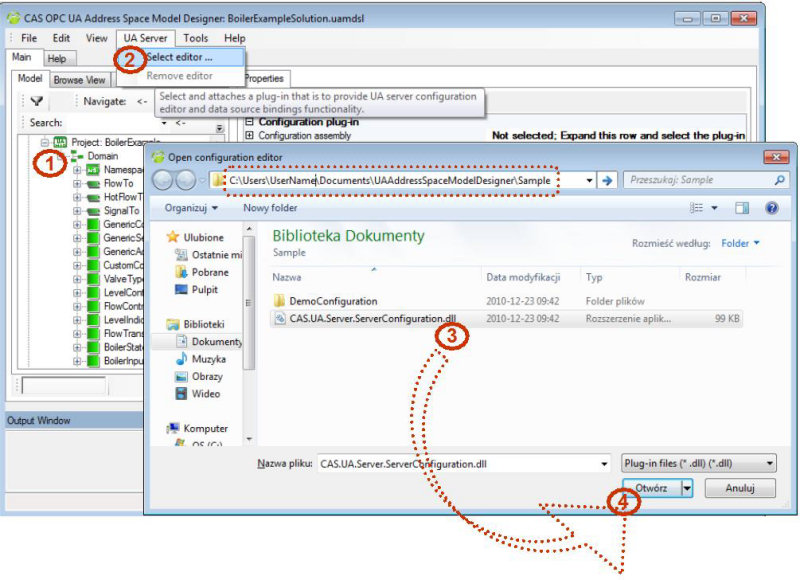 CAS OPC UA Address Space Model Designer: BoilerExampleSolution.uamdsl
File Edit View UA Server Tools Help
Main Help
2 Select editor ...
Remove editor
Model Browse View Properties
Select and attaches a plug-in that is to provide UA server configuration
editor and data source bindings functionality.
Navigate: <-
Search: <-
Configuration plug-in
Configuration assembly Not selected; Expand this row and select the plug-in
Project: BoilerExample
1 Domain
Namespa
FlowTo
HotFlowT
SignalTo
GenericCo
GenericSe
GenericAc
CustomCo
ValveType
LevelCont
FlowContr
LevelIndic
FlowTrans
BoilerState
BoilerInpu
Output Window
Open configuration editor
C:\Users\UserName\Documents\UAAddressSpaceModelDesigner\Sample
Przeszukaj: Sample
Organizuj Nowy folder
Ulubione
Ostatnie mi
Pobrane
Pulpit
Biblioteki
Dokumenty
Muzyka
Obrazy
Wideo
Komputer
OS (C:)
Biblioteka Dokumenty
Sample
Rozmieść według: Folder
Nazwa Data modyfikacji Typ Rozmiar
DemoConfiguration 2010-12-23 09:42 Folder plików
CAS.UA.Server.ServerConfiguration.dll 2010-12-23 09:42 Rozszerzenie aplik... 99 KB
3
Nazwa pliku: CAS.UA.Server.ServerConfiguration.dll Plug-in files (* .dll) (*.dll)
4 Otwórz Anuluj